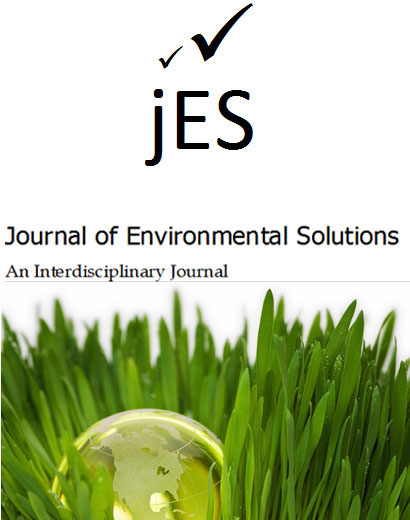 jES
Journal of Environmental Solutions
An Interdisciplinary Journal